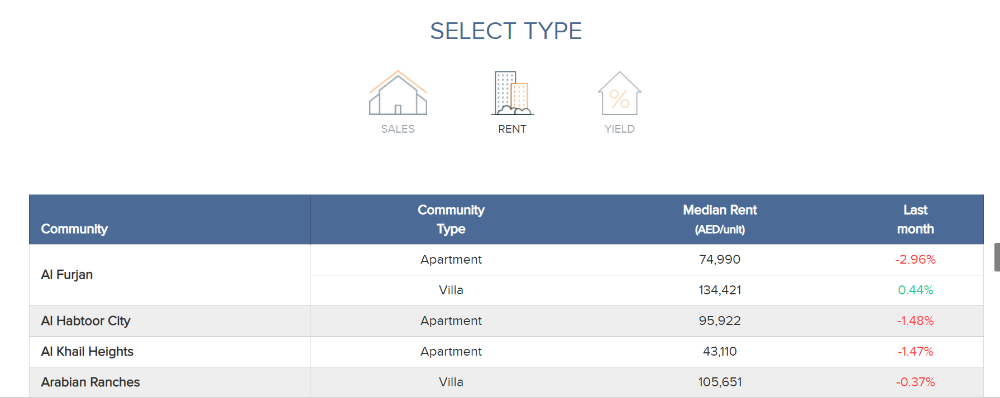 SELECT TYPE
%
SALES
RENT
YIELD
Community
Community
Type
Median Rent
(AED/unit)
Last
month
Al Furjan
Apartment 74,990 -2.96%
Villa 134,421 0.44%
Al Habtoor City Apartment 95,922 -1.48%
Al Khail Heights Apartment 43,110 -1.47%
Arabian Ranches Villa 105,651 -0.37%